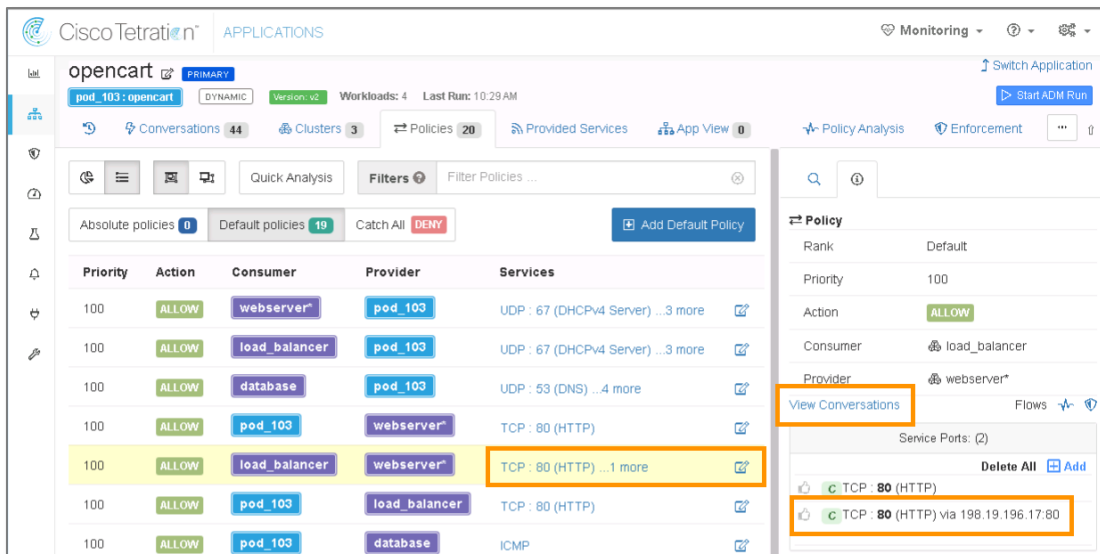 Cisco Tetration™ APPLICATIONS Monitoring
opencart PRIMARY Switch Application
pod_103 : opencart DYNAMIC Version: v2 Workloads: 4 Last Run: 10:29 AM Start ADM Run
Conversations 44 Clusters 3 Policies 20 Provided Services App View 0 Policy Analysis Enforcement ...
Quick Analysis Filters Filter Policies ...
Absolute policies 0 Default policies 19 Catch All DENY Add Default Policy
Priority Action Consumer Provider Services
100 ALLOW webserver* pod_103 UDP : 67 (DHCPv4 Server) ...3 more
100 ALLOW load_balancer pod_103 UDP : 67 (DHCPv4 Server) ...3 more
100 ALLOW database pod_103 UDP : 53 (DNS) ...4 more
100 ALLOW pod_103 webserver* TCP : 80 (HTTP)
100 ALLOW load_balancer webserver* TCP : 80 (HTTP) ...1 more
100 ALLOW pod_103 load_balancer TCP : 80 (HTTP)
100 ALLOW pod_103 database ICMP
Policy
Rank Default
Priority 100
Action ALLOW
Consumer load_balancer
Provider webserver*
View Conversations Flows
Service Ports: (2)
Delete All Add
C TCP : 80 (HTTP)
C TCP : 80 (HTTP) via 198.19.196.17:80